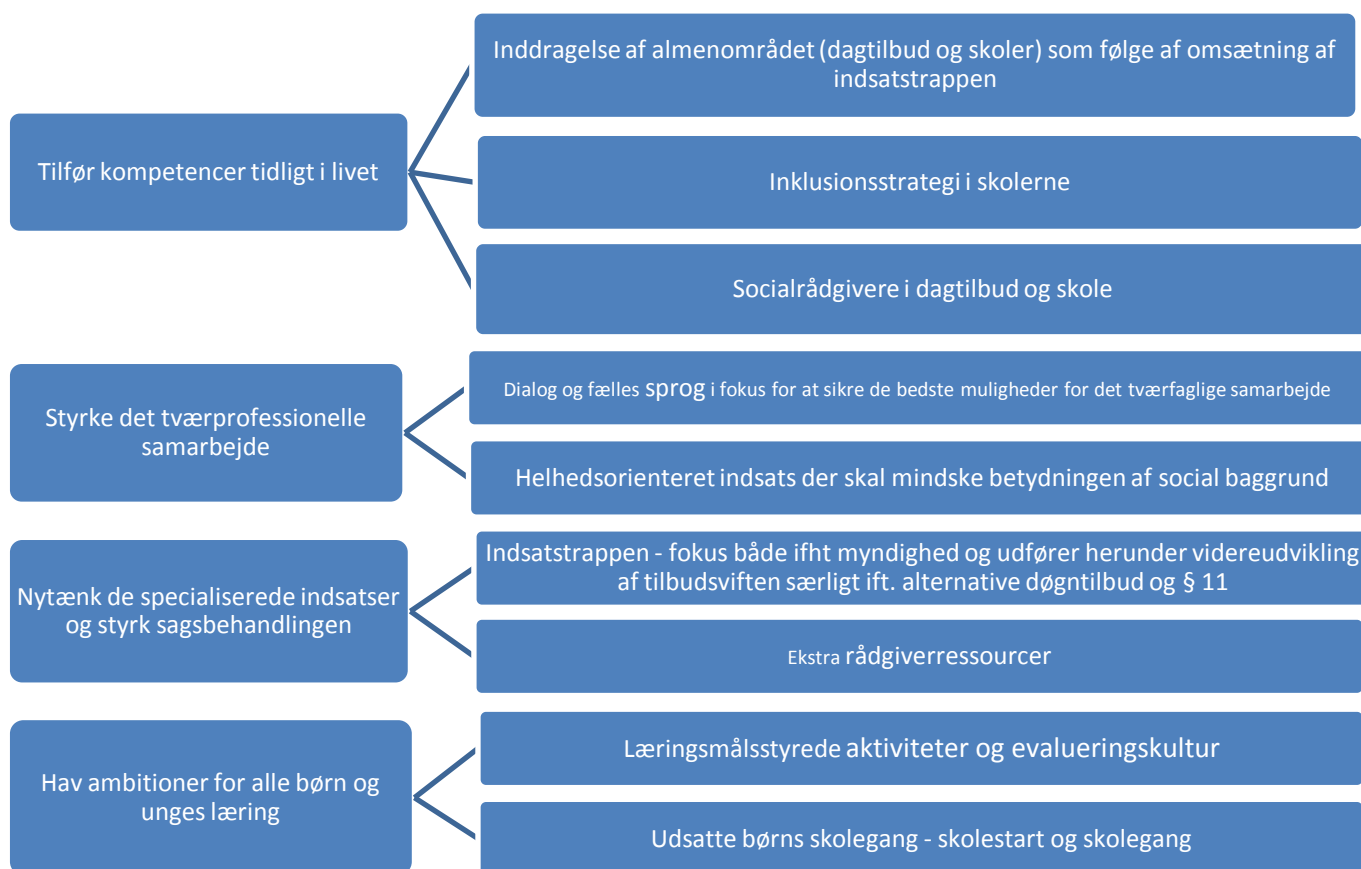 Tilfør kompetencer tidligt i livet
Inddragelse af almenområdet (dagtilbud og skoler) som følge af omsætning af
indsatstrappen
Inklusionsstrategi i skolerne
Socialrådgivere i dagtilbud og skole
Styrke det tværprofessionelle
samarbejde
Dialog og fælles sprog i fokus for at sikre de bedste muligheder for det tværfaglige samarbejde
Helhedsorienteret indsats der skal mindske betydningen af social baggrund
Nytænk de specialiserede indsatser
og styrk sagsbehandlingen
Indsatstrappen - fokus både ifht myndighed og udfører herunder videreudvikling
af tilbudsviften særligt ift. alternative døgntilbud og § 11
Ekstra rådgiverressourcer
Hav ambitioner for alle børn og
unges læring
Læringsmålsstyrede aktiviteter og evalueringskultur
Udsatte børns skolegang - skolestart og skolegang